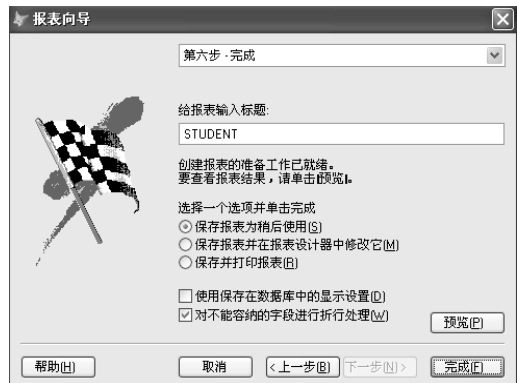 报表向导
第六步 - 完成
给报表输入标题:
STUDENT
创建报表的准备工作已就绪。
要查看报表结果，请单击“预览”。
选择一个选项并单击完成
保存报表为稍后使用(S)
保存报表并在报表设计器中修改它(M)
保存并打印报表(R)
使用保存在数据库中的显示设置(D)
对不能容纳的字段进行折行处理(W)
预览(P)
帮助(H)
取消
<上一步(B)
下一步(N)>
完成(F)